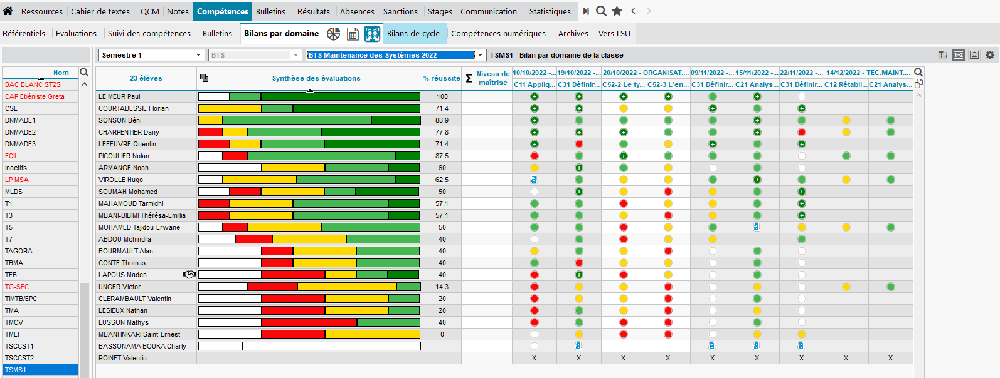 Ressources Cahier de textes QCM Notes Compétences Bulletins Résultats Absences Sanctions Stages Communication Statistiques
Référentiels Évaluations Suivi des compétences Bulletins Bilans par domaine Bilans de cycle Compétences numériques Archives Vers LSU
Semestre 1 BTS BTS Maintenance des Systèmes 2022 TSMS1 - Bilan par domaine de la classe
Nom
BAC BLANC ST2S
CAP Ebéniste Greta
CSE
DNMADE1
DNMADE2
DNMADE3
FCIL
Inactifs
LP MSA
MLDS
T1
T3
T5
T7
TAGORA
TBMA
TEB
TG-SEC
TIMTB/EPC
TMA
TMCV
TMEI
TSCCST1
TSCCST2
TSMS1
23 élèves Synthèse des évaluations % réussite Σ Niveau de maîtrise
10/10/2022 -... 19/10/2022 -... 20/10/2022 - ORGANISAT... 09/11/2022 -... 15/11/2022 -... 22/11/2022 -... 14/12/2022 - TEC.MAINT....
C11 Appliq... C31 Définir... C52-2 Le ty... C52-3 L'en... C31 Définir... C21 Analys... C31 Définir... C12 Rétabli... C21 Analys...
LE MEUR Paul 100
COURTABESSIE Florian 71.4
SONSON Béni 88.9
CHARPENTIER Dany 77.8
LEFEUVRE Quentin 71.4
PICOULIER Nolan 87.5
ARMANGE Noah 60
VIROLLE Hugo 62.5 a
SOUMAH Mohamed 50
MAHAMOUD Tarmidhi 57.1
MBANI-BIBIMI Thérésa-Emillia 57.1
MOHAMED Tajidou-Erwane 50 a
ABDOU Mchindra 40
BOURMAULT Alan 40
CONTE Thomas 40
LAPOUS Maden 40
UNGER Victor 14.3
CLERAMBAULT Valentin 20
LESIEUX Nathan 20
LUSSON Mathys 40
MBANI INKARI Saint-Ernest 0
BASSONAMA BOUKA Charly a a a a
ROINET Valentin X X X X X X X X X